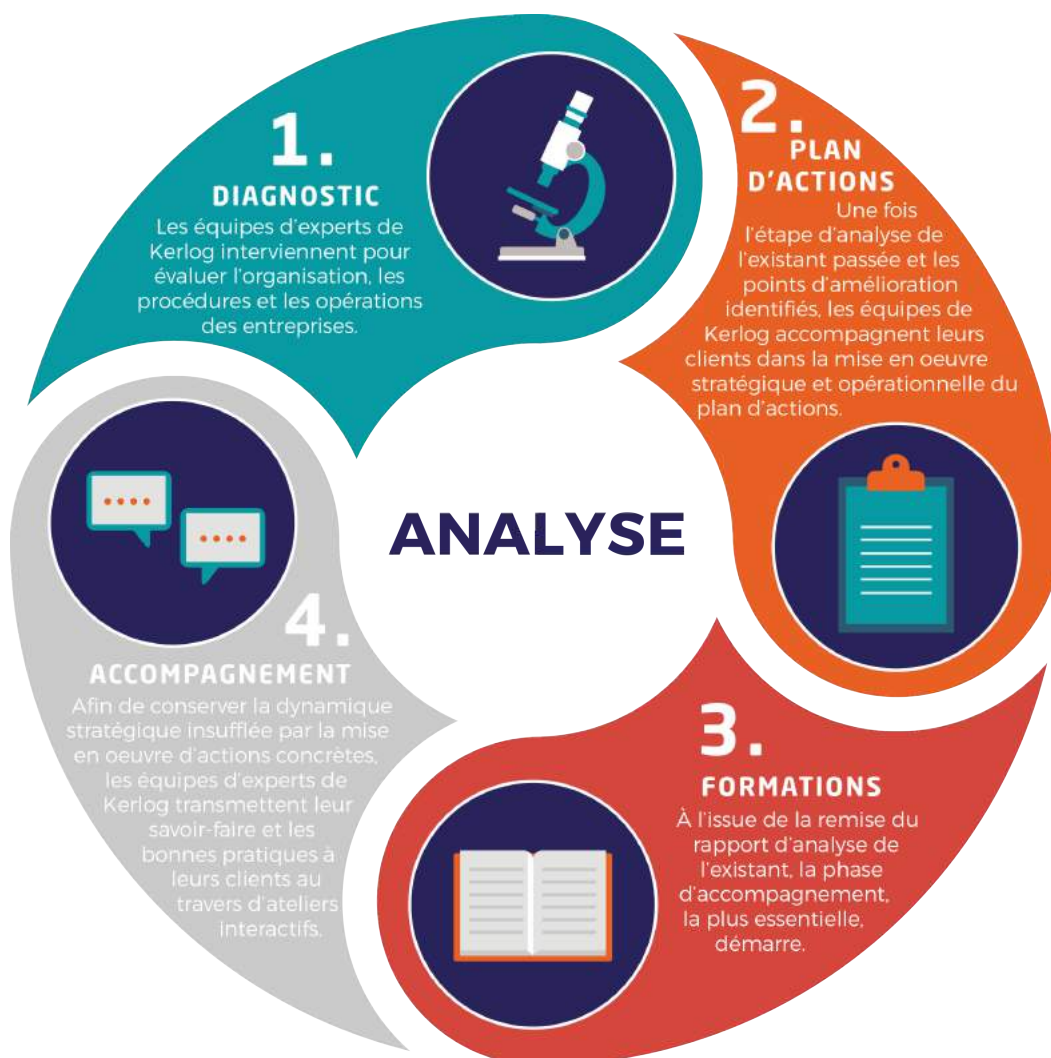 1.
DIAGNOSTIC
Les équipes d'experts de
Kerlog interviennent pour
évaluer l'organisation, les
procédures et les opérations
des entreprises.
2.
PLAN
D'ACTIONS
Une fois
l'étape d'analyse de
l'existant passée et les
points d'amélioration
identifiés, les équipes de
Kerlog accompagnent leurs
clients dans la mise en oeuvre
stratégique et opérationnelle du
plan d'actions.
ANALYSE
3.
FORMATIONS
À l'issue de la remise du
rapport d'analyse de
l'existant, la phase
d'accompagnement,
la plus essentielle,
démarre.
4.
ACCOMPAGNEMENT
Afin de conserver la dynamique
stratégique insufflée par la mise
en oeuvre d'actions concrètes,
les équipes d'experts de
Kerlog transmettent leur
savoir-faire et les
bonnes pratiques à
leurs clients au
travers d'ateliers
interactifs.